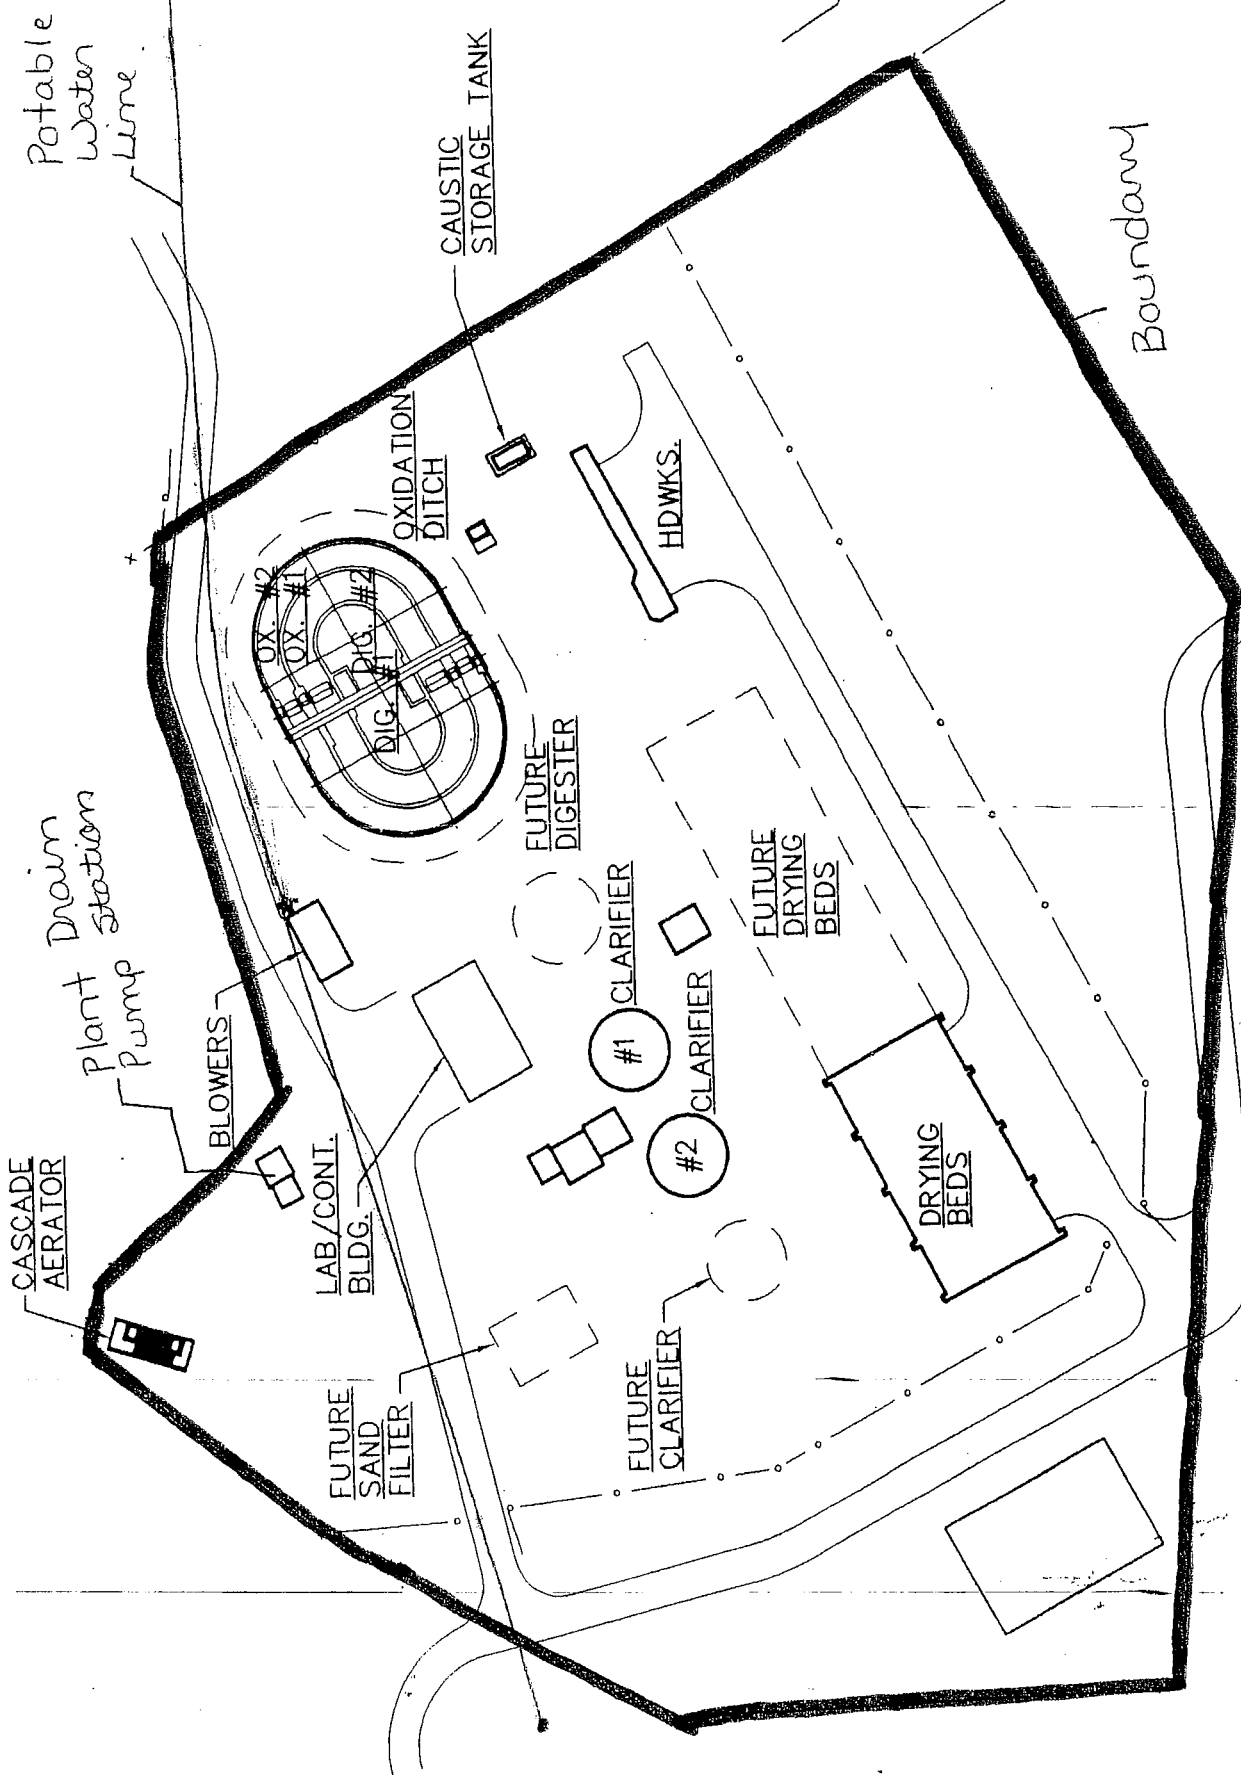 Potable
Water
Line.
CAUSTIC
STORAGE TANK
Boundary
OXIDATION
DITCH
HDWKS.
OX. #2
OX. #1
DIG. #2
DIG. #1
FUTURE
DIGESTER
Plant Drain
Pump Station
BLOWERS
CASCADE
AERATOR
LAB/CONT.
BLDG.
CLARIFIER
#1
CLARIFIER
#2
FUTURE
DRYING
BEDS
DRYING
BEDS
FUTURE
SAND
FILTER
FUTURE
CLARIFIER